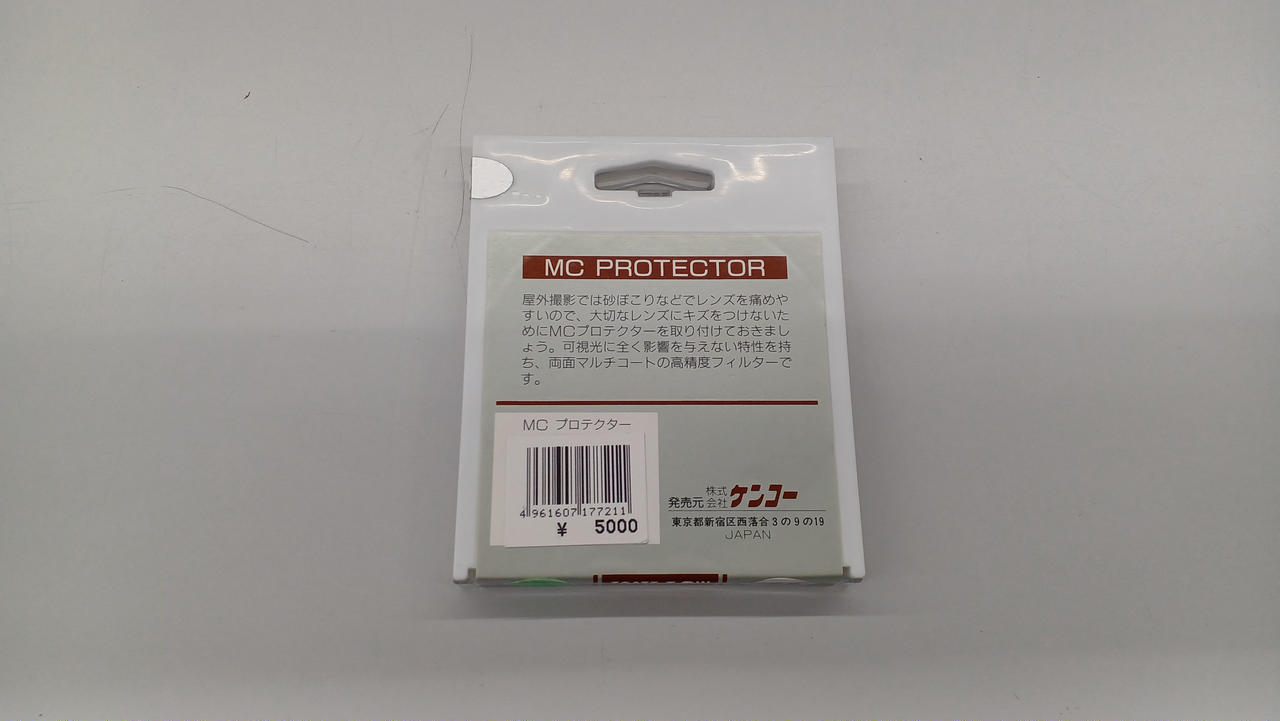 MC PROTECTOR
屋外撮影では砂ぼこりなどでレンズを痛めや
すいので、大切なレンズにキズをつけないた
めにMCプロテクターを取り付けておきまし
ょう。可視光に全く影響を与えない特性を持
ち、両面マルチコートの高精度フィルターで
す。
MC プロテクター
4961607177211
¥ 5000
発売元 株式会社 ケンコー
東京都新宿区西落合3の9の19
JAPAN